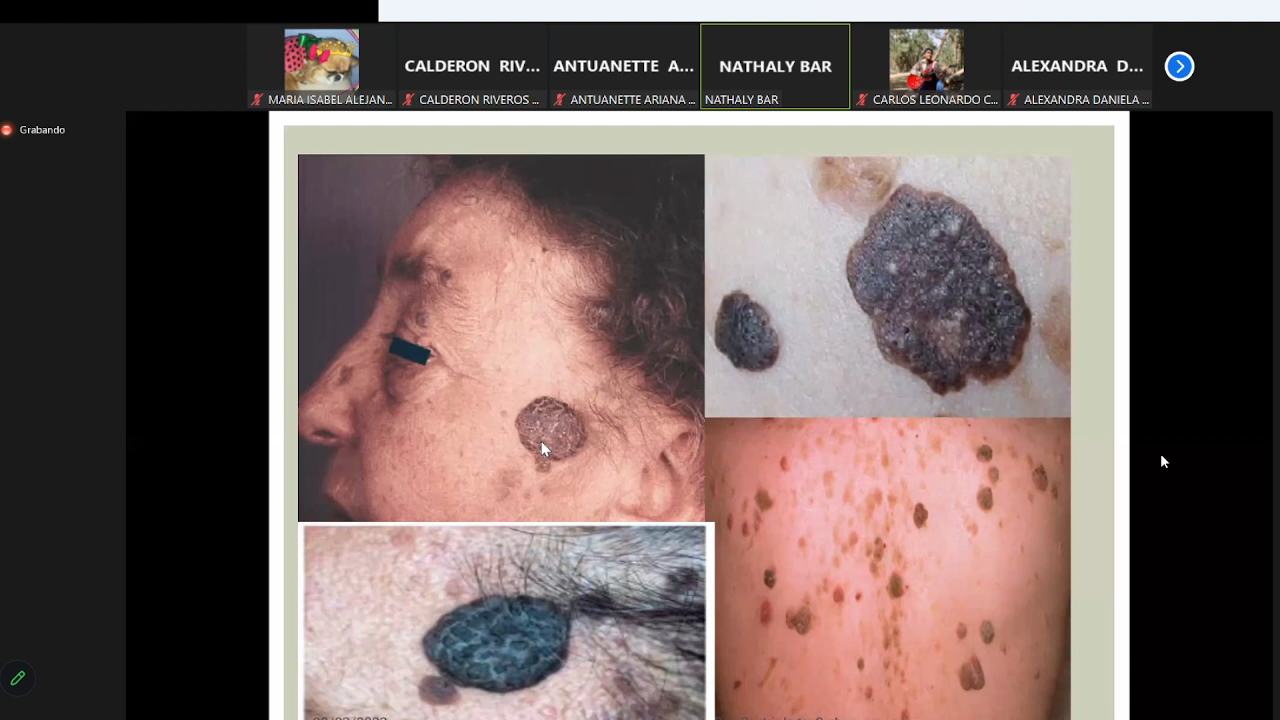 CALDERON RIV...
ANTUANETTE A...
NATHALY BAR
ALEXANDRA D...
MARIA ISABEL ALEJAN...
CALDERON RIVEROS ...
ANTUANETTE ARIANA ...
NATHALY BAR
CARLOS LEONARDO C...
ALEXANDRA DANIELA ...
Grabando